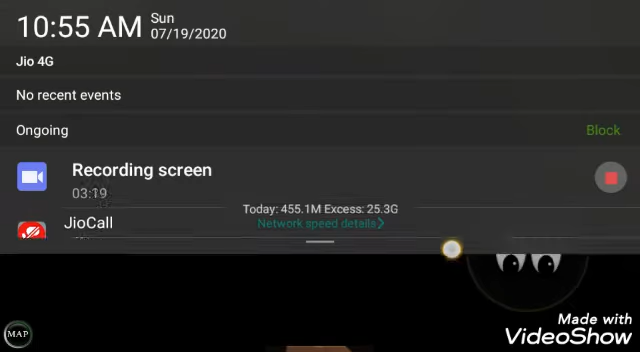 10:55 AM
Sun
07/19/2020
Jio 4G
No recent events
Ongoing
Block
Recording screen
03:19
Today: 455.1M Excess: 25.3G
JioCall
Network speed details
MAP
Made with
VideoShow